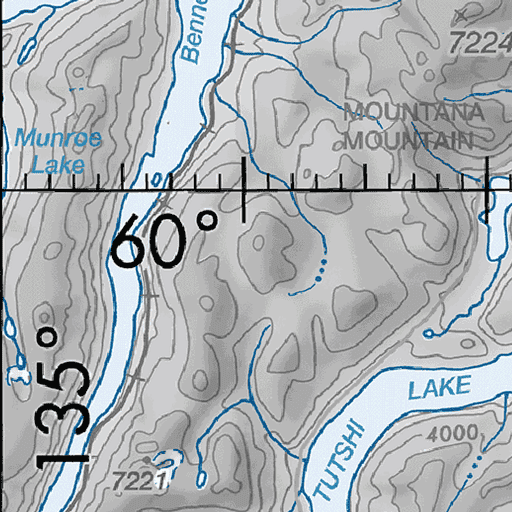 Benne
7224
MOUNTANA
MOUNTAIN
Munroe
Lake
60°
135°
LAKE
TUTSHI
4000
7221